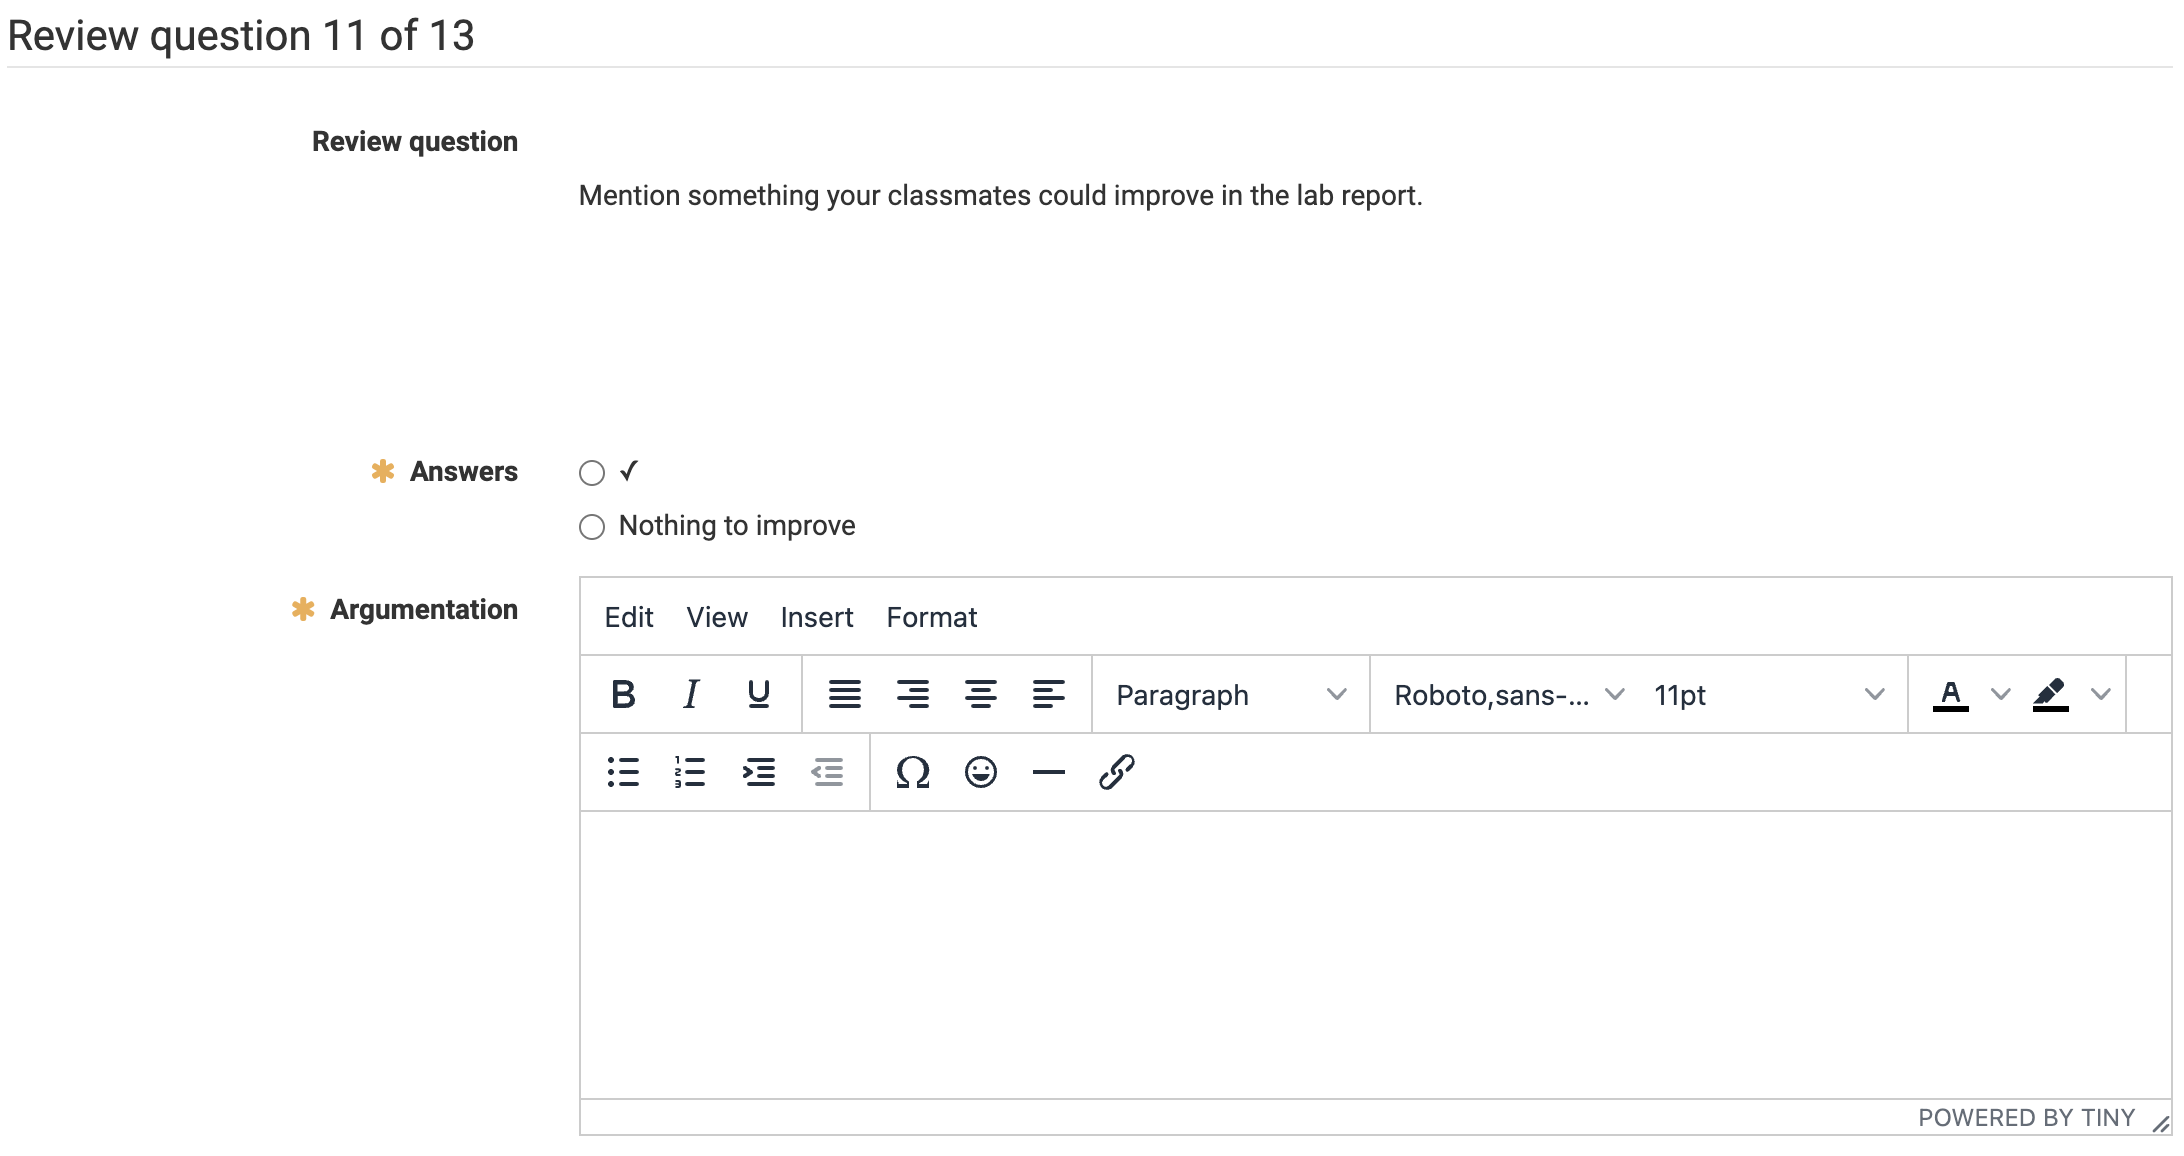 Review question 11 of 13
Review question
Mention something your classmates could improve in the lab report.
* Answers
✓
Nothing to improve
* Argumentation
Edit View Insert Format
B I U Paragraph Roboto,sans-... 11pt A
Ω
POWERED BY TINY